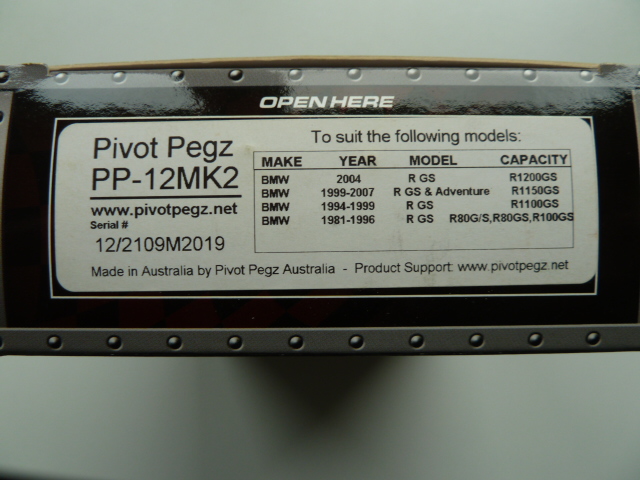 OPEN HERE
Pivot Pegz
PP-12MK2
www.pivotpegz.net
Serial #
12/2109M2019
To suit the following models:
MAKE YEAR MODEL CAPACITY
BMW 2004 R GS R1200GS
BMW 1999-2007 R GS & Adventure R1150GS
BMW 1994-1999 R GS R1100GS
BMW 1981-1996 R GS R80G/S,R80GS,R100GS
Made in Australia by Pivot Pegz Australia - Product Support: www.pivotpegz.net